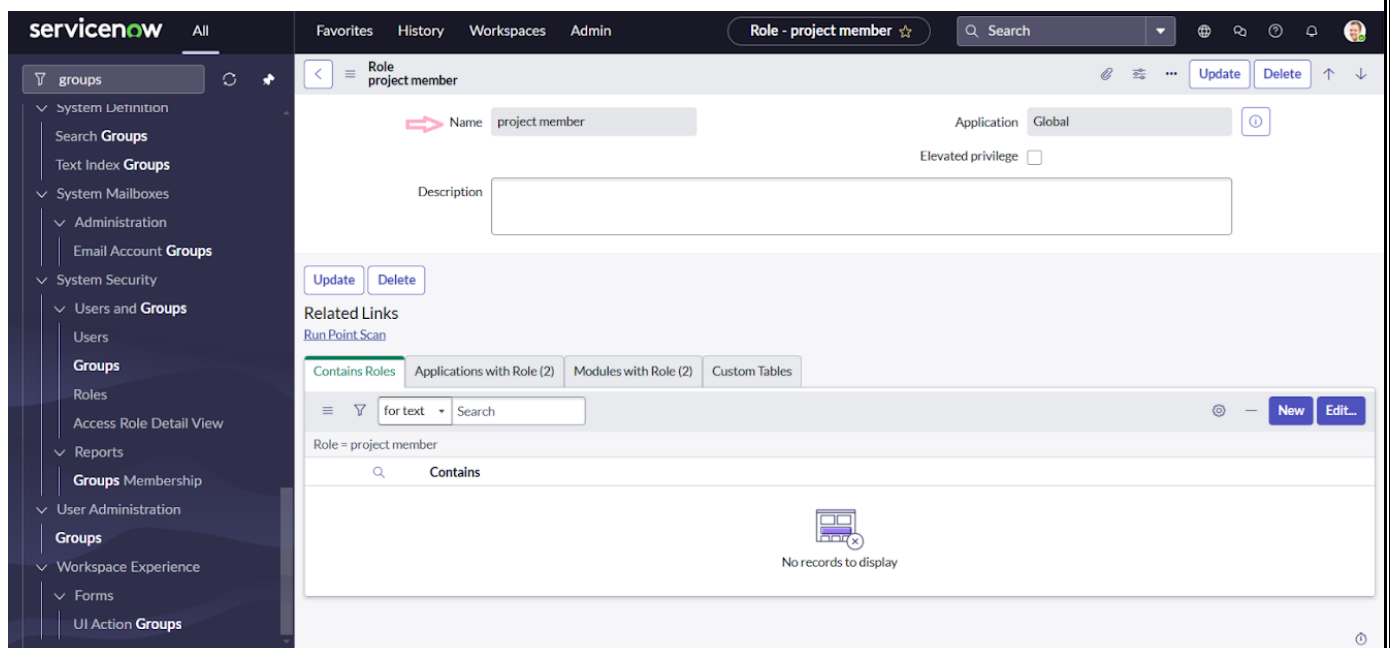 servicenow All Favorites History Workspaces Admin Role - project member Search
groups
Role
project member
Update Delete
System Definition
Search Groups
Text Index Groups
System Mailboxes
Administration
Email Account Groups
System Security
Users and Groups
Users
Groups
Roles
Access Role Detail View
Reports
Groups Membership
User Administration
Groups
Workspace Experience
Forms
UI Action Groups
Name project member Application Global
Elevated privilege
Description
Update Delete
Related Links
Run Point Scan
Contains Roles Applications with Role (2) Modules with Role (2) Custom Tables
for text Search New Edit...
Role = project member
Contains
No records to display